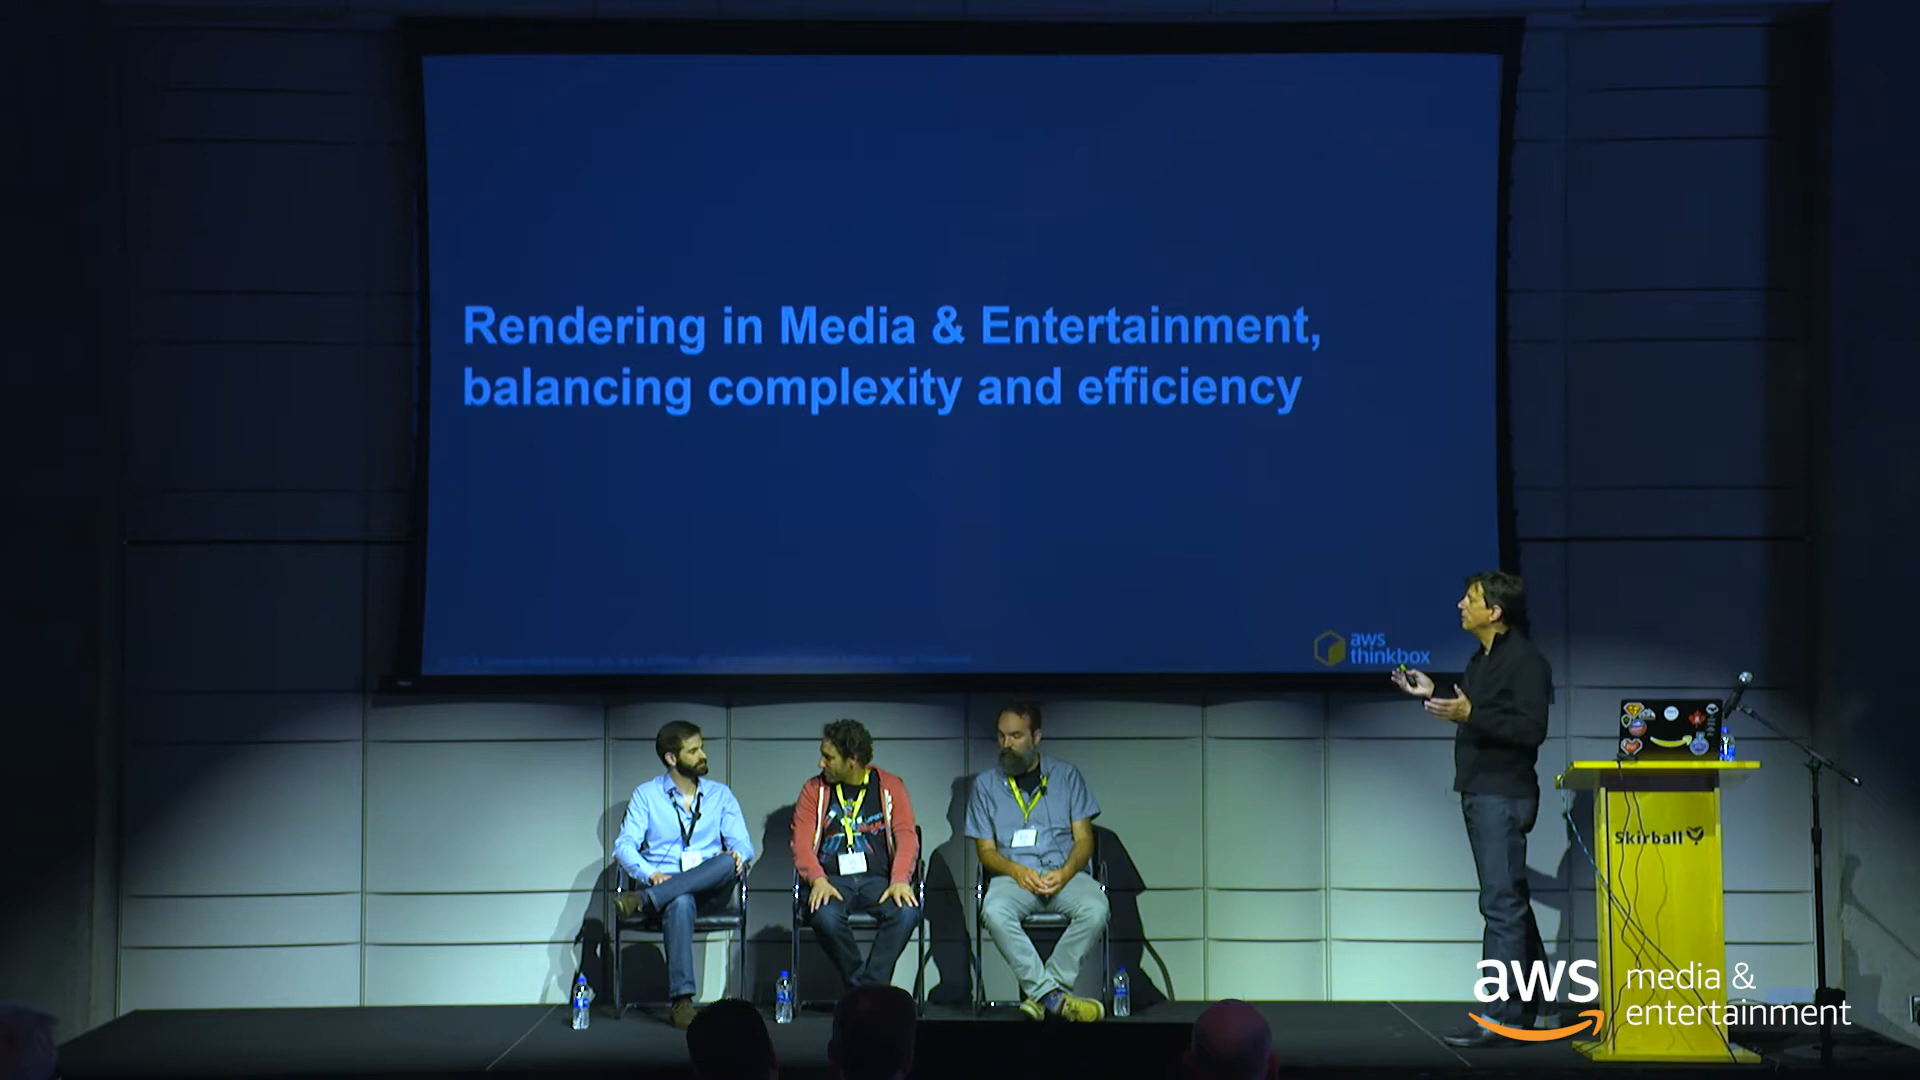 Rendering in Media & Entertainment,
balancing complexity and efficiency
aws
thinkbox
Skirball
aws
media &
entertainment